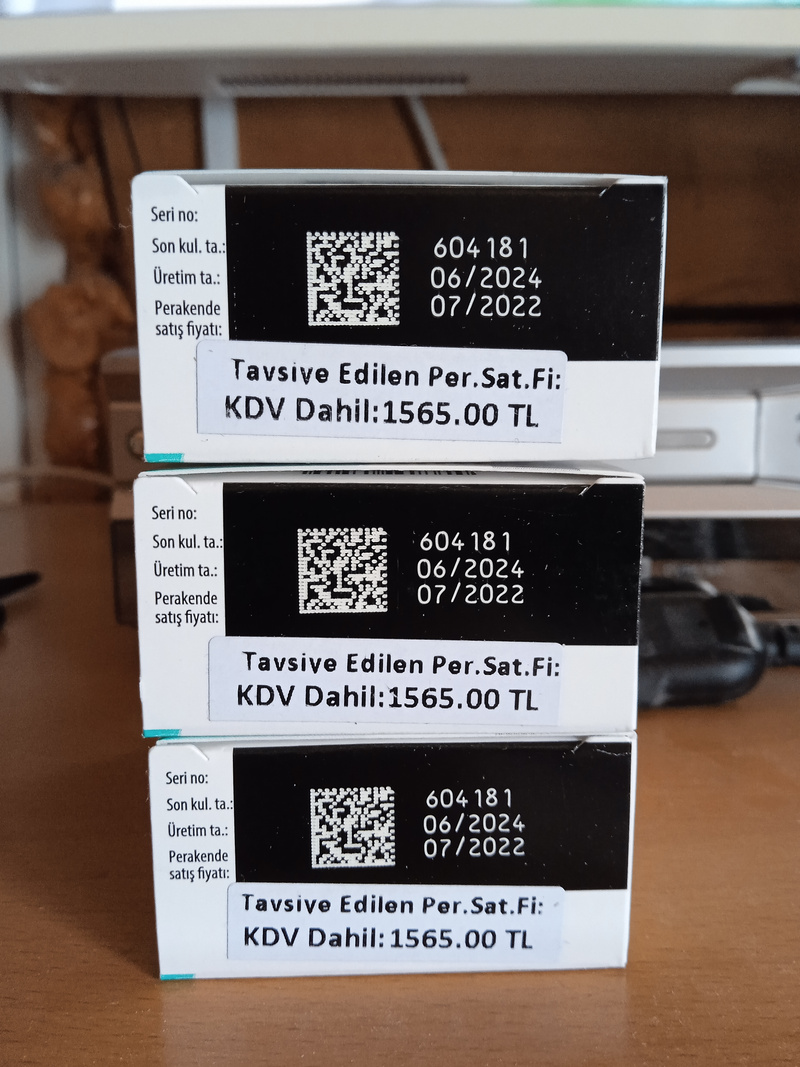 Seri no: 604181
Son kul. ta.: 06/2024
Üretim ta.: 07/2022
Perakende
satış fiyatı:
Tavsiye Edilen Per.Sat.Fi:
KDV Dahil:1565.00 TL
Seri no: 604181
Son kul. ta.: 06/2024
Üretim ta.: 07/2022
Perakende
satış fiyatı:
Tavsiye Edilen Per.Sat.Fi:
KDV Dahil:1565.00 TL
Seri no: 604181
Son kul. ta.: 06/2024
Üretim ta.: 07/2022
Perakende
satış fiyatı:
Tavsiye Edilen Per.Sat.Fi:
KDV Dahil:1565.00 TL